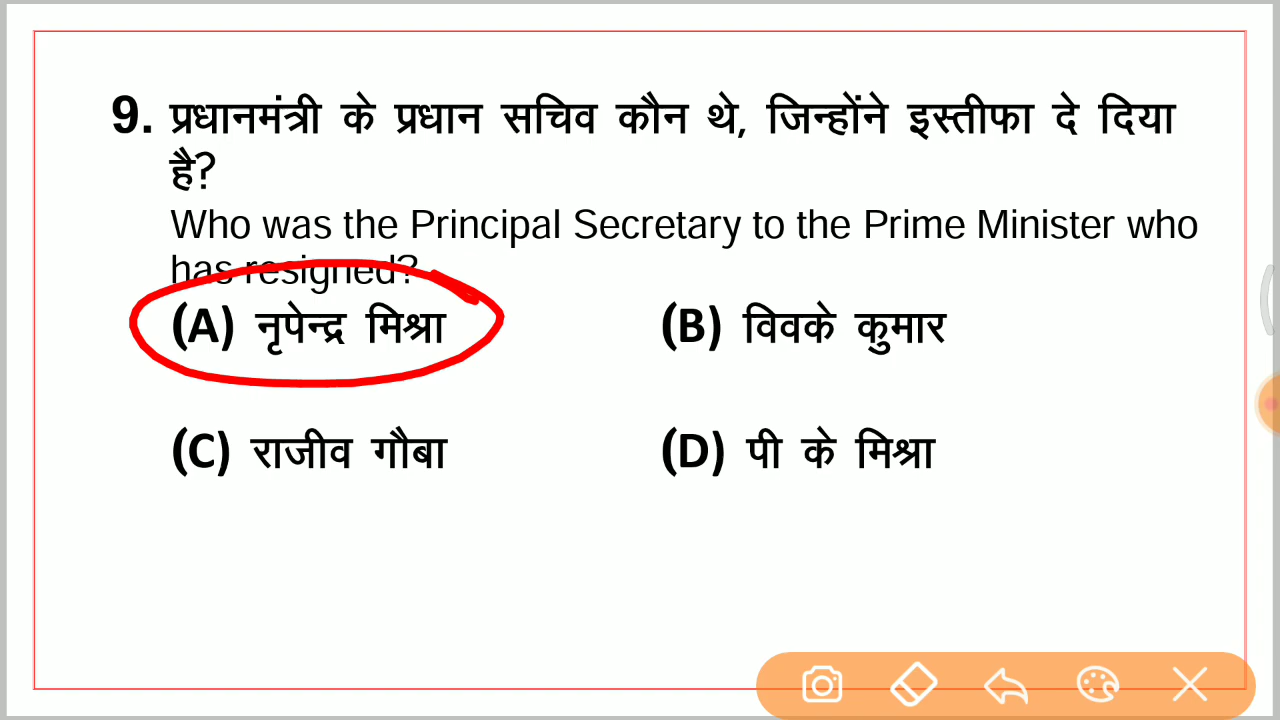 9. प्रधानमंत्री के प्रधान सचिव कौन थे, जिन्होंने इस्तीफा दे दिया
है?
Who was the Principal Secretary to the Prime Minister who
has resigned?
(A) नृपेन्द्र मिश्रा (B) विवके कुमार
(C) राजीव गौबा (D) पी के मिश्रा